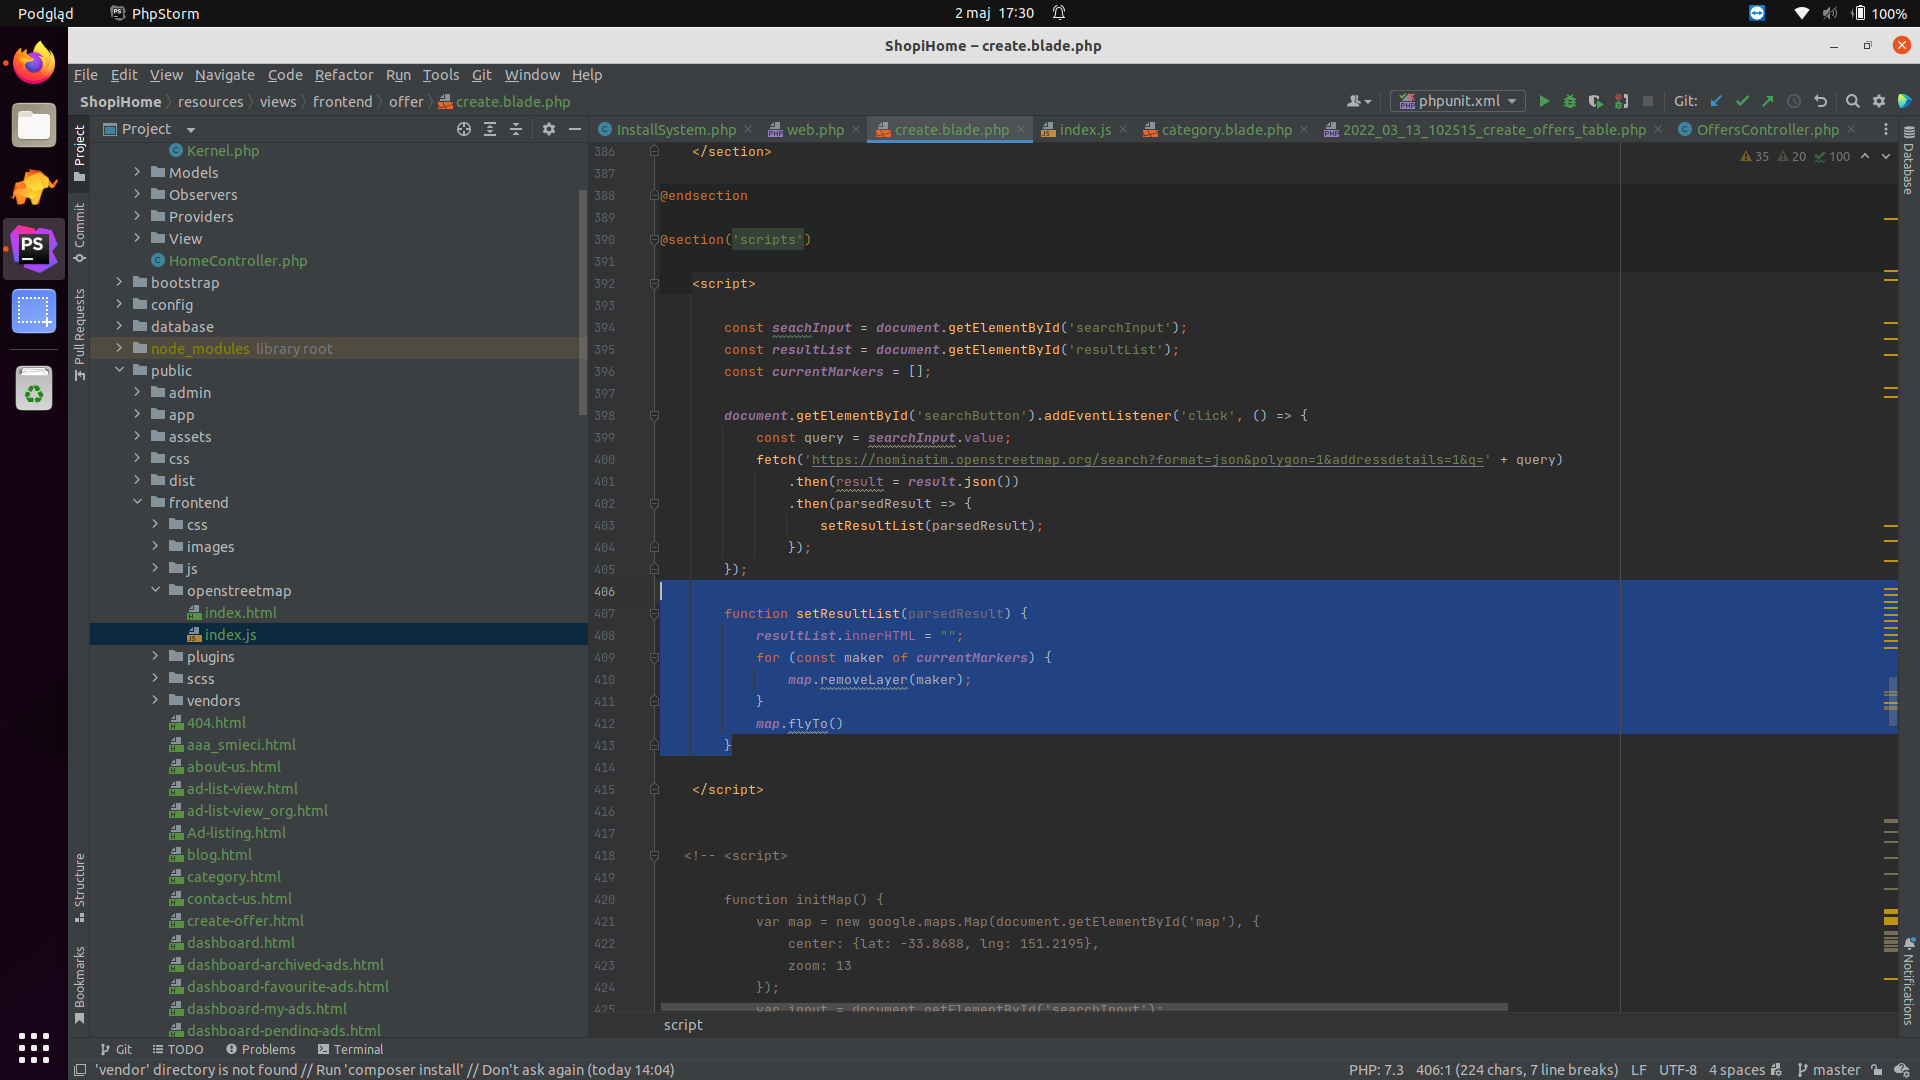 Podgląd PhpStorm 2 maj 17:30 100%
ShopiHome – create.blade.php
File Edit View Navigate Code Refactor Run Tools Git Window Help
ShopiHome resources views frontend offer create.blade.php phpunit.xml Git:
Project InstallSystem.php web.php create.blade.php index.js category.blade.php 2022_03_13_102515_create_offers_table.php OffersController.php
Project
Commit
Pull Requests
Structure
Bookmarks
Kernel.php
Models
Observers
Providers
View
HomeController.php
bootstrap
config
database
node_modules library root
public
admin
app
assets
css
dist
frontend
css
images
js
openstreetmap
index.html
index.js
plugins
scss
vendors
404.html
aaa_smieci.html
about-us.html
ad-list-view.html
ad-list-view_org.html
Ad-listing.html
blog.html
category.html
contact-us.html
create-offer.html
dashboard.html
dashboard-archived-ads.html
dashboard-favourite-ads.html
dashboard-my-ads.html
dashboard-pending-ads.html
35 20 100
386 </section>
387
388 @endsection
389
390 @section('scripts')
391
392 <script>
393
394 const seachInput = document.getElementById('searchInput');
395 const resultList = document.getElementById('resultList');
396 const currentMarkers = [];
397
398 document.getElementById('searchButton').addEventListener('click', () => {
399 const query = searchInput.value;
400 fetch('https://nominatim.openstreetmap.org/search?format=json&polygon=1&addressdetails=1&q=' + query)
401 .then(result = result.json())
402 .then(parsedResult => {
403 setResultList(parsedResult);
404 });
405 });
406
407 function setResultList(parsedResult) {
408 resultList.innerHTML = "";
409 for (const maker of currentMarkers) {
410 map.removeLayer(maker);
411 }
412 map.flyTo()
413 }
414
415 </script>
416
417
418 <!-- <script>
419
420 function initMap() {
421 var map = new google.maps.Map(document.getElementById('map'), {
422 center: {lat: -33.8688, lng: 151.2195},
423 zoom: 13
424 });
425 var input = document.getElementById('searchInput');
script
Database
Notifications
Git TODO Problems Terminal
'vendor' directory is not found // Run 'composer install' // Don't ask again (today 14:04) PHP: 7.3 406:1 (224 chars, 7 line breaks) LF UTF-8 4 spaces master